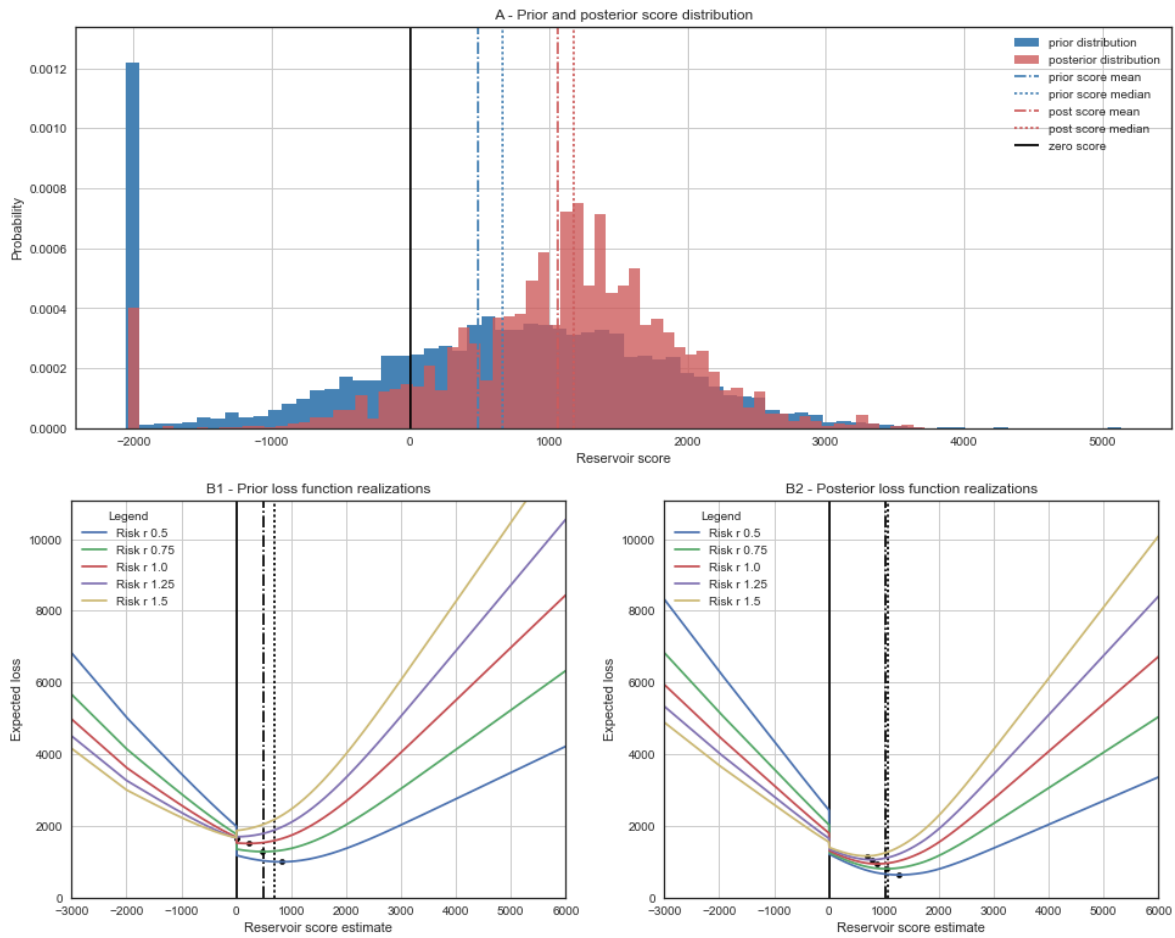 A - Prior and posterior score distribution
Probability
0.0012
0.0010
0.0008
0.0006
0.0004
0.0002
0.0000
prior distribution
posterior distribution
prior score mean
prior score median
post score mean
post score median
zero score
−2000 −1000 0 1000 2000 3000 4000 5000
Reservoir score
B1 - Prior loss function realizations
Expected loss
10000
8000
6000
4000
2000
0
Legend
Risk r 0.5
Risk r 0.75
Risk r 1.0
Risk r 1.25
Risk r 1.5
−3000 −2000 −1000 0 1000 2000 3000 4000 5000 6000
Reservoir score estimate
B2 - Posterior loss function realizations
Expected loss
10000
8000
6000
4000
2000
0
Legend
Risk r 0.5
Risk r 0.75
Risk r 1.0
Risk r 1.25
Risk r 1.5
−3000 −2000 −1000 0 1000 2000 3000 4000 5000 6000
Reservoir score estimate